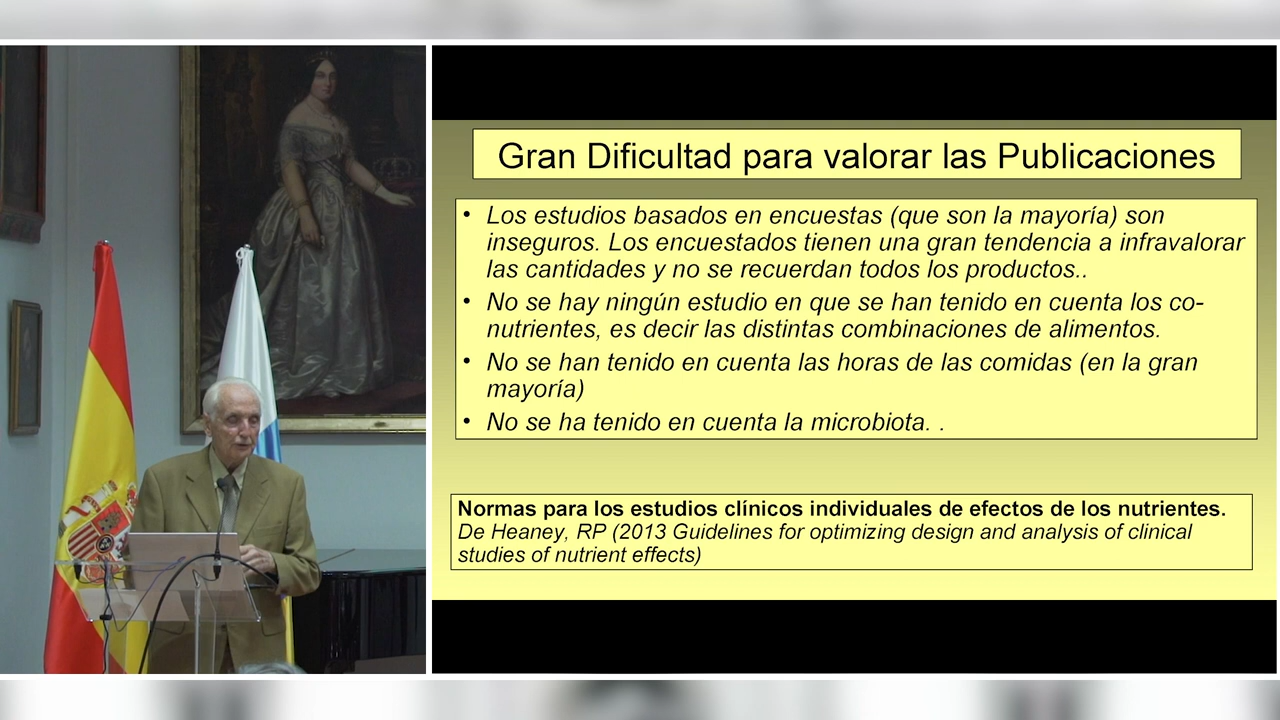 Gran Dificultad para valorar las Publicaciones
• Los estudios basados en encuestas (que son la mayoría) son
inseguros. Los encuestados tienen una gran tendencia a infravalorar
las cantidades y no se recuerdan todos los productos..
• No se hay ningún estudio en que se han tenido en cuenta los co-
nutrientes, es decir las distintas combinaciones de alimentos.
• No se han tenido en cuenta las horas de las comidas (en la gran
mayoría)
• No se ha tenido en cuenta la microbiota. .
Normas para los estudios clínicos individuales de efectos de los nutrientes.
De Heaney, RP (2013 Guidelines for optimizing design and analysis of clinical
studies of nutrient effects)